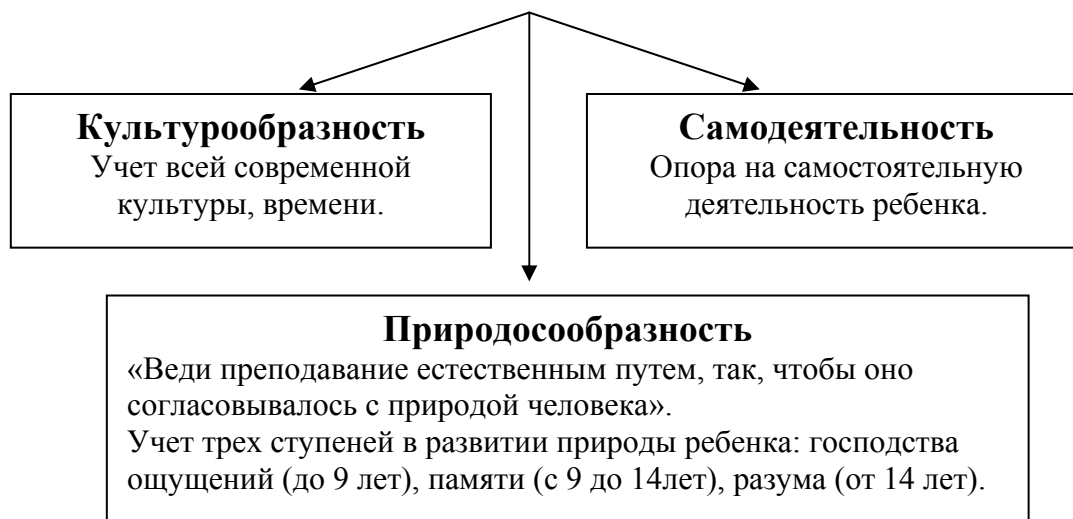 Культурообразность
Учет всей современной
культуры, времени.
Самодеятельность
Опора на самостоятельную
деятельность ребенка.
Природосообразность
«Веди преподавание естественным путем, так, чтобы оно
согласовывалось с природой человека».
Учет трех ступеней в развитии природы ребенка: господства
ощущений (до 9 лет), памяти (с 9 до 14лет), разума (от 14 лет).